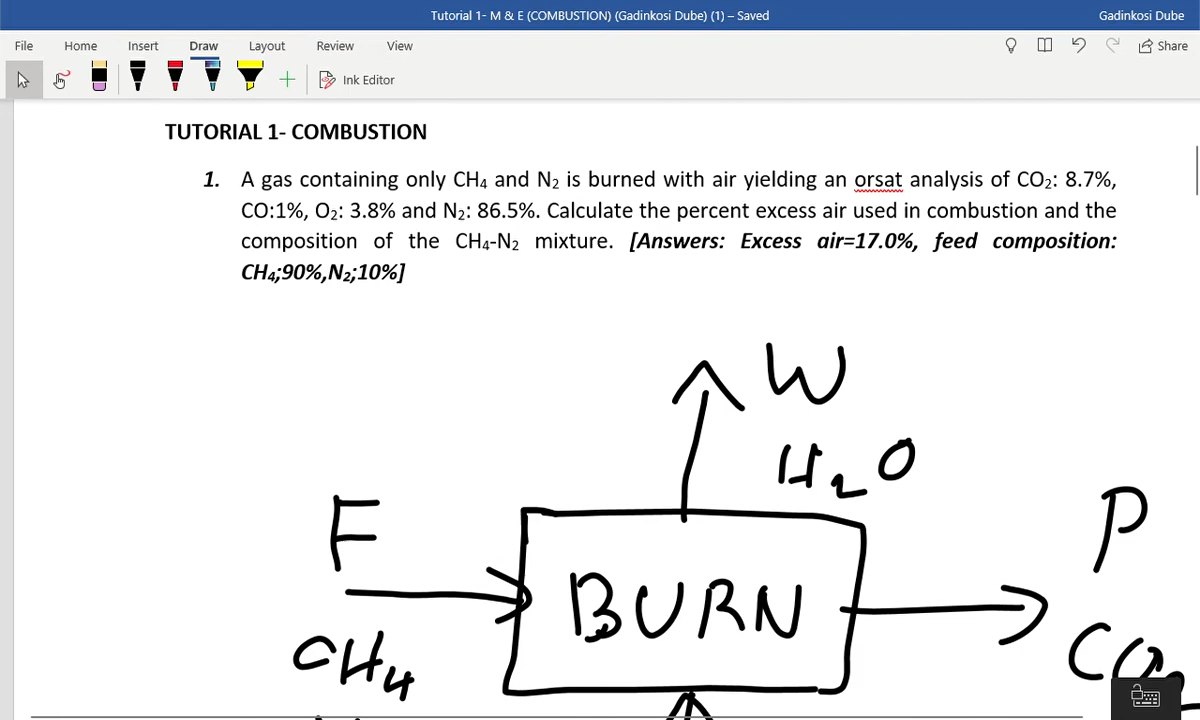 Tutorial 1- M & E (COMBUSTION) (Gadinkosi Dube) (1) – Saved
Gadinkosi Dube
File Home Insert Draw Layout Review View
Share
Ink Editor
TUTORIAL 1- COMBUSTION
1. A gas containing only CH4 and N2 is burned with air yielding an orsat analysis of CO2: 8.7%,
CO:1%, O2: 3.8% and N2: 86.5%. Calculate the percent excess air used in combustion and the
composition of the CH4-N2 mixture. [Answers: Excess air=17.0%, feed composition:
CH4;90%,N2;10%]
W
H2O
F
P
BURN
CH4
CO2